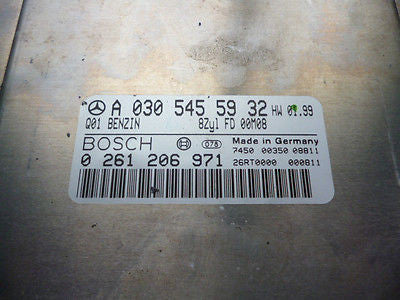 A 030 545 59 32 HW 01.99
Q01 BENZIN 8Zyl FD 00M08
BOSCH 078 Made in Germany
7450 00350 08811
0 261 206 971 26RT0000 000811